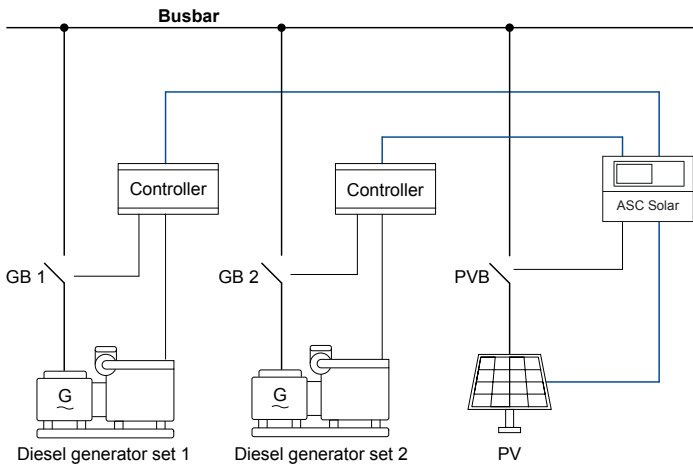 Busbar
Controller
Controller
ASC Solar
GB 1
GB 2
PVB
G
~
G
~
Diesel generator set 1
Diesel generator set 2
PV